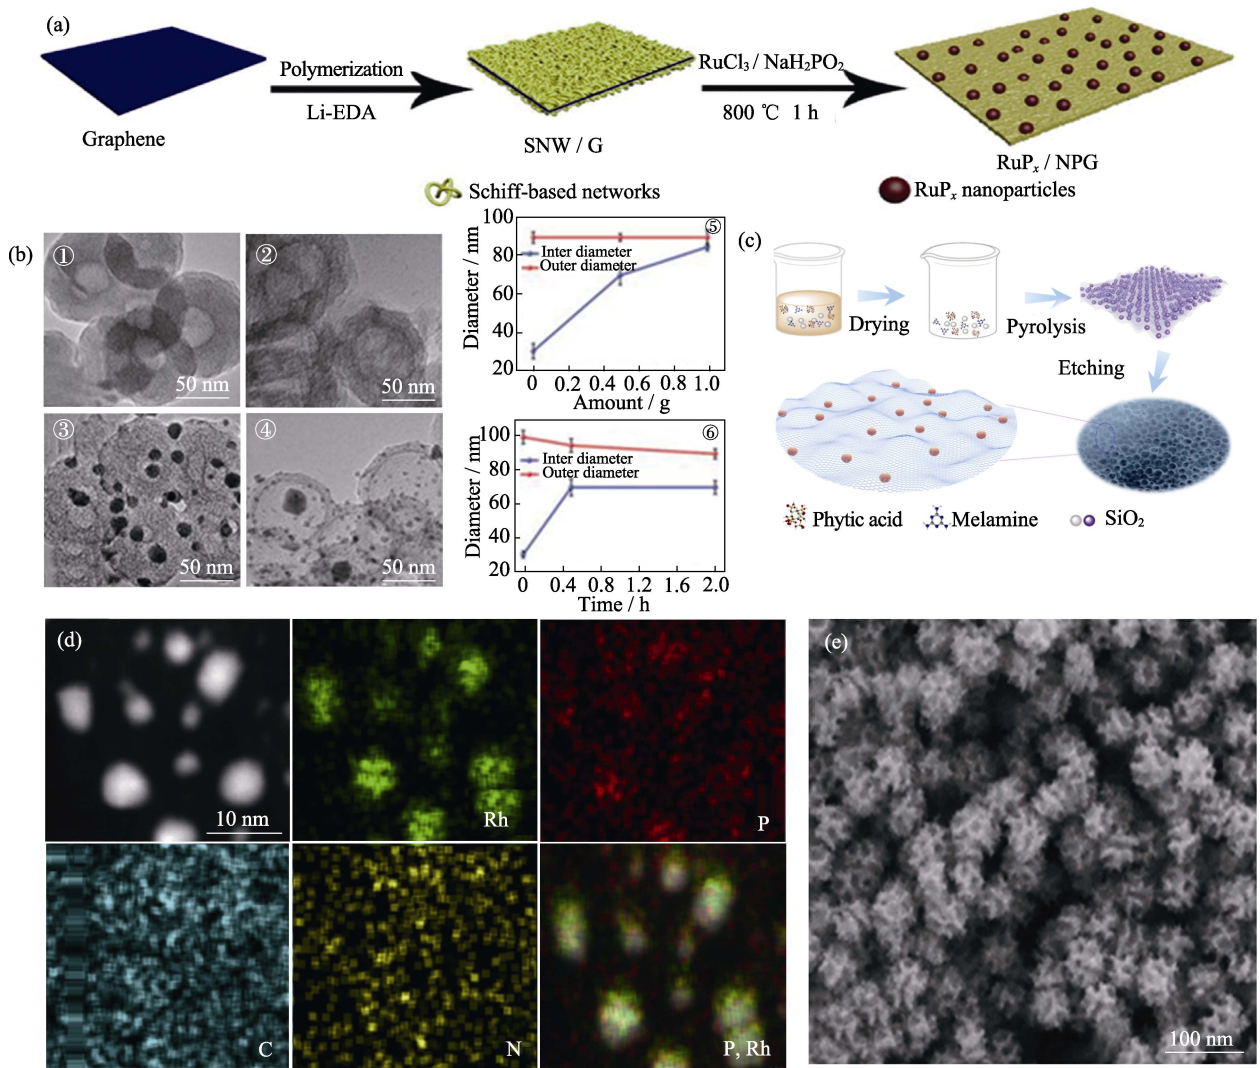 (a)
Graphene
Polymerization
Li-EDA
SNW / G
RuCl3 / NaH2PO2
800 ℃ 1 h
RuPx / NPG
Schiff-based networks
RuPx nanoparticles
(b)
①
50 nm
②
50 nm
③
50 nm
④
50 nm
⑤
Diameter / nm
100
80
60
40
20
Inter diameter
Outer diameter
0 0.2 0.4 0.6 0.8 1.0
Amount / g
⑥
Diameter / nm
100
80
60
40
20
Inter diameter
Outer diameter
0 0.4 0.8 1.2 1.6 2.0
Time / h
(c)
Drying
Pyrolysis
Etching
Phytic acid
Melamine
SiO2
(d)
10 nm
Rh
P
C
N
P, Rh
(e)
100 nm